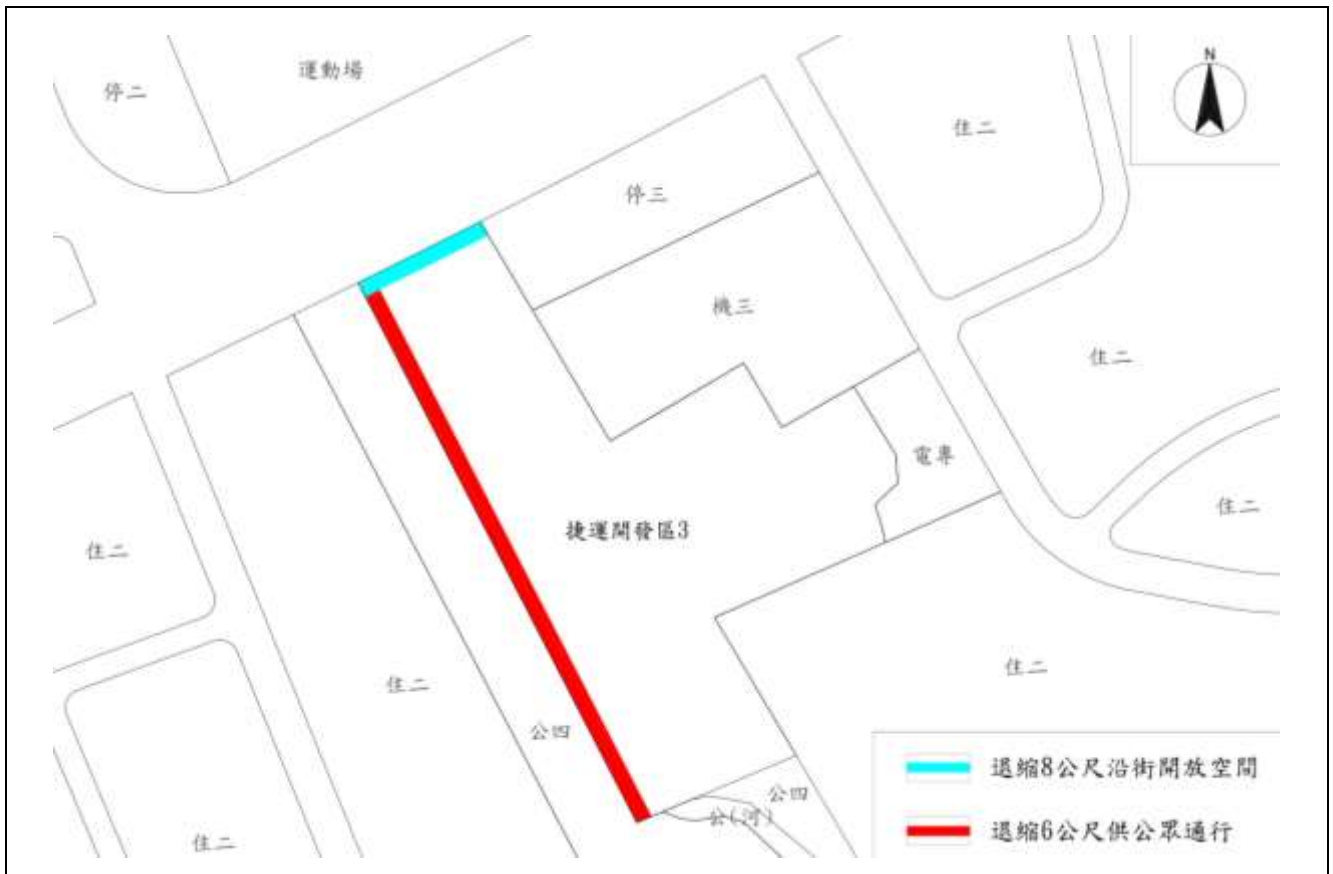 N
運動場
停二
住二
停三
機三
住二
電專
住二
捷運開發區3
住二
住二
住二
公四
公四
公(河)
住二
退縮8公尺沿街開放空間
退縮6公尺供公眾通行